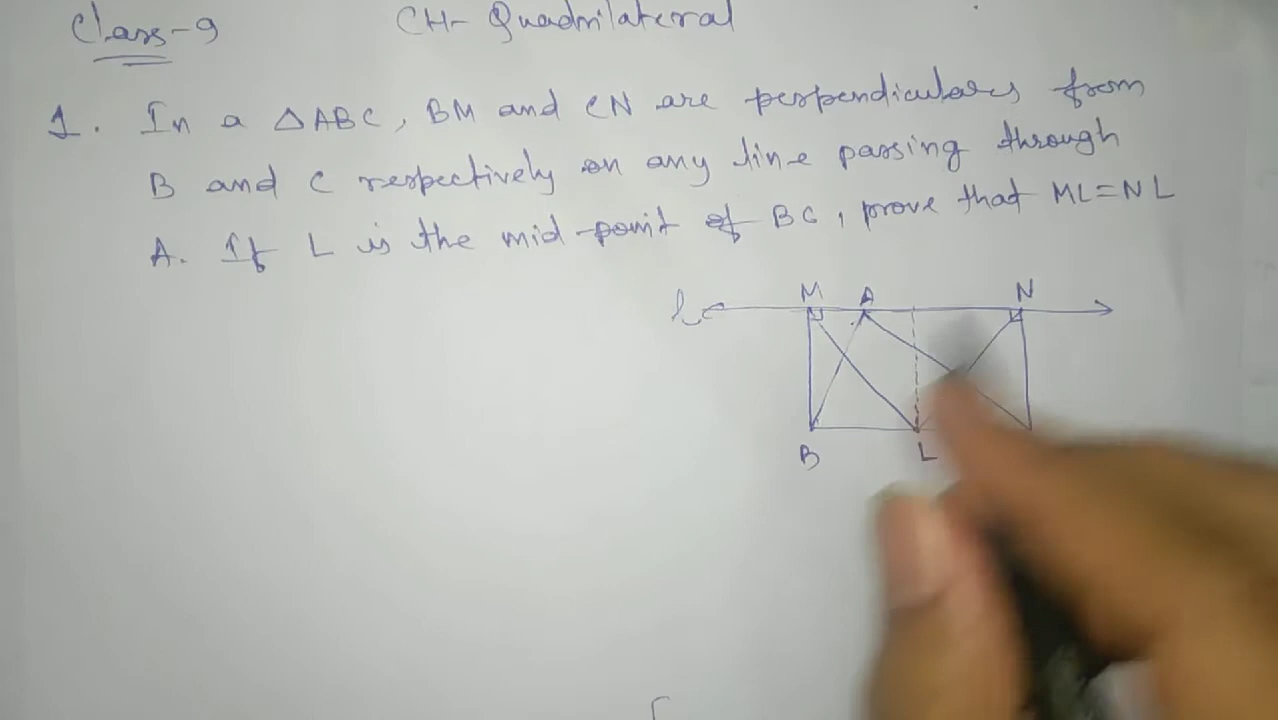 Class-9 CH- Quadrilateral
1. In a △ABC, BM and CN are perpendiculars from
B and C respectively on any line passing through
A. If L is the mid-point of BC, prove that ML=NL
l M A N
B L